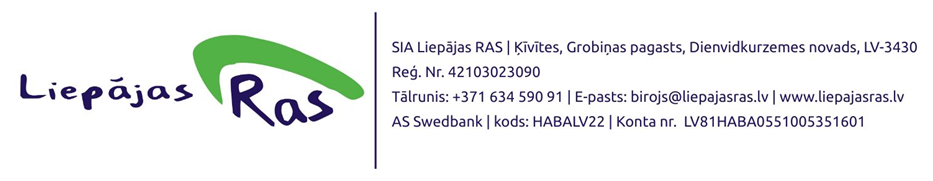 Liepājas Ras
SIA Liepājas RAS | Ķīvītes, Grobiņas pagasts, Dienvidkurzemes novads, LV-3430
Reģ. Nr. 42103023090
Tālrunis: +371 634 590 91 | E-pasts: birojs@liepajasras.lv | www.liepajasras.lv
AS Swedbank | kods: HABALV22 | Konta nr. LV81HABA0551005351601